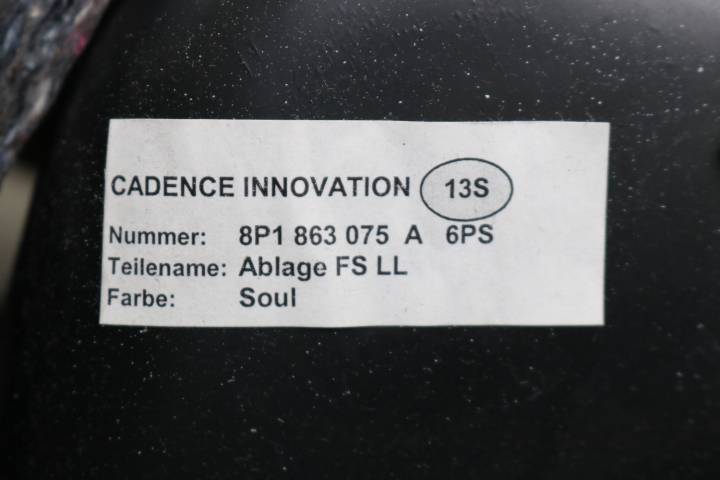 CADENCE INNOVATION 13S
Nummer: 8P1 863 075 A 6PS
Teilename: Ablage FS LL
Farbe: Soul